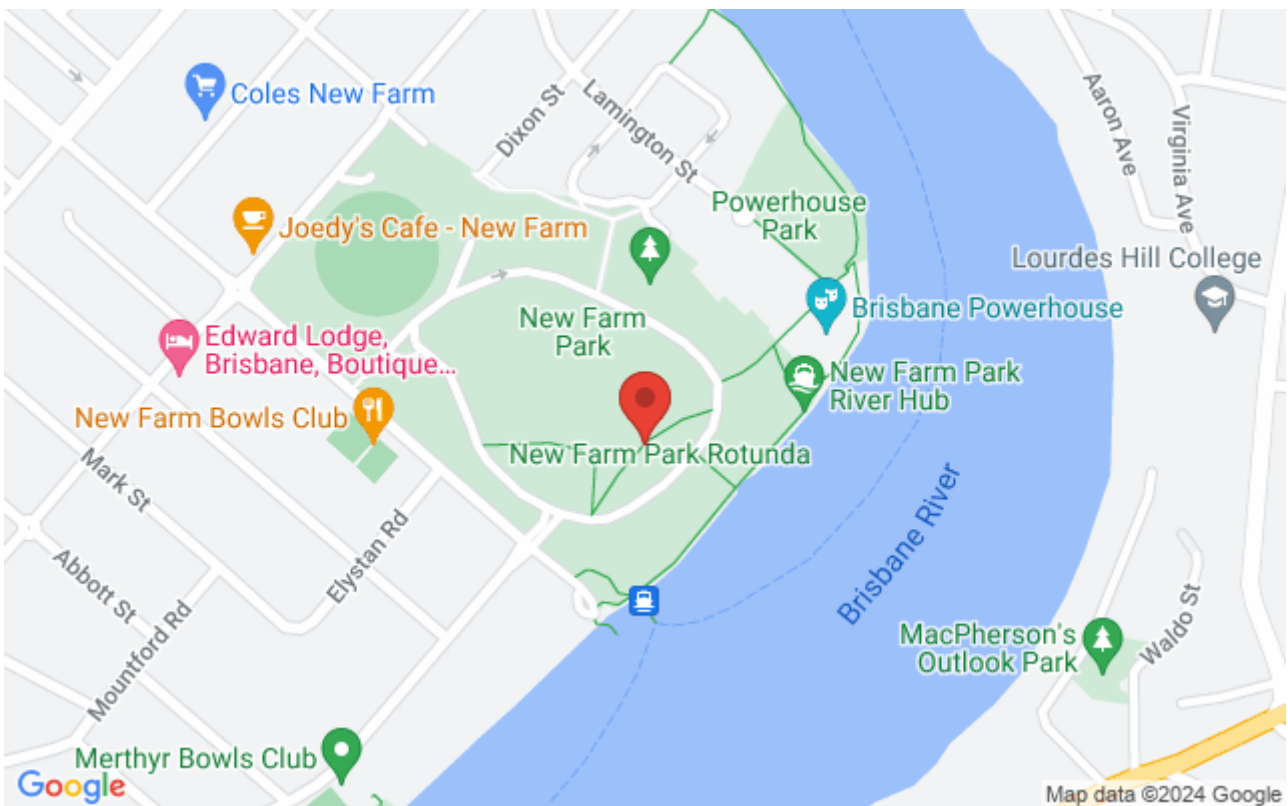 Coles New Farm
Dixon St
Lamington St
Aaron Ave
Virginia Ave
Powerhouse
Park
Joedy's Cafe - New Farm
Lourdes Hill College
New Farm
Park
Brisbane Powerhouse
Edward Lodge,
Brisbane, Boutique...
New Farm Park
River Hub
New Farm Bowls Club
New Farm Park Rotunda
Mark St
Elystan Rd
Abbott St
Mountford Rd
Brisbane River
Waldo St
MacPherson's
Outlook Park
Merthyr Bowls Club
Google
Map data ©2024 Google